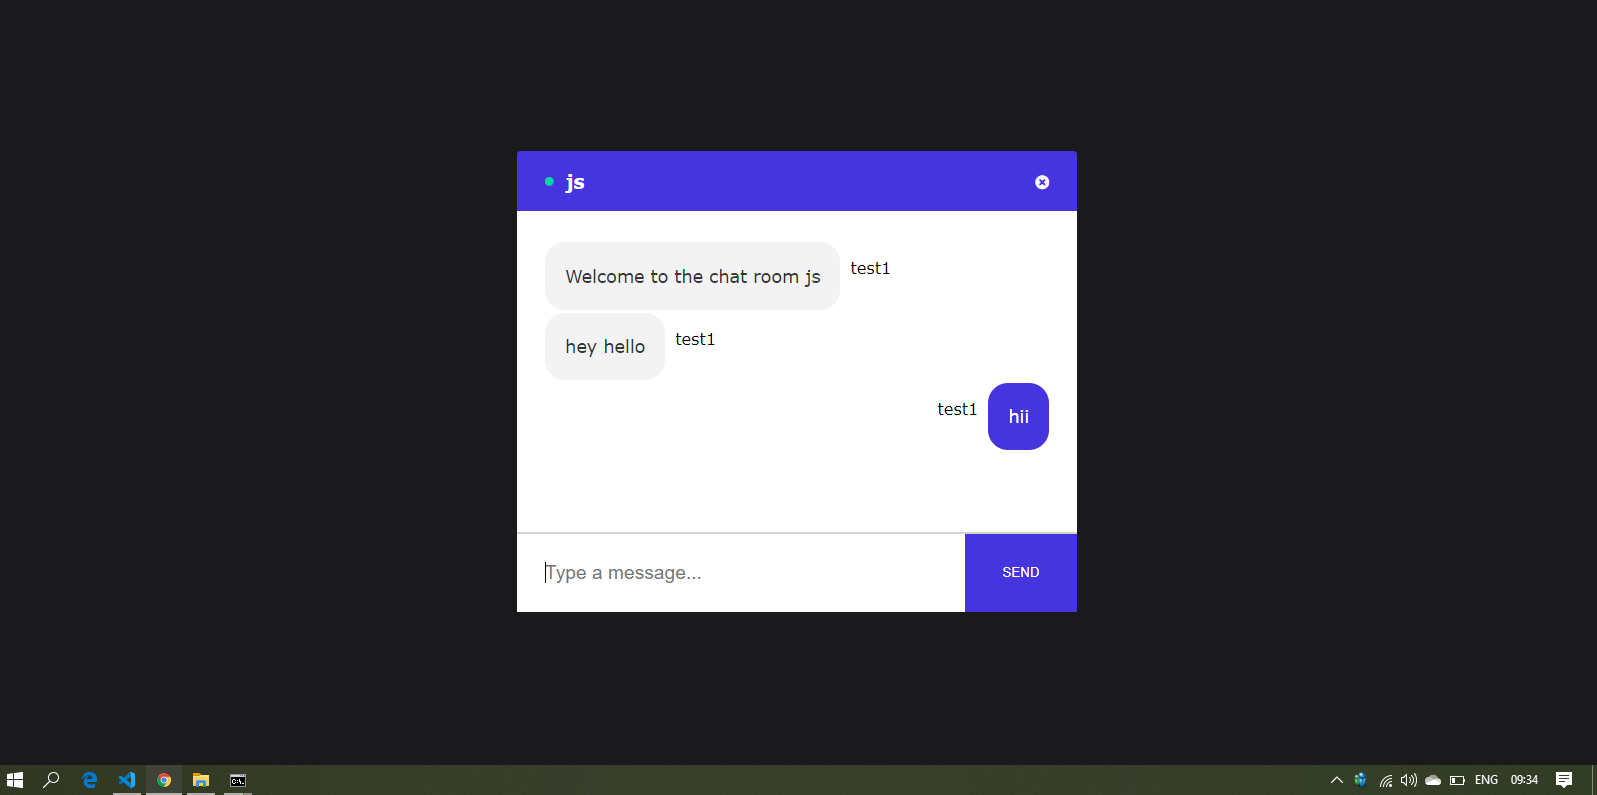 js
Welcome to the chat room js test1
hey hello test1
test1 hii
Type a message...
SEND
ENG 09:34